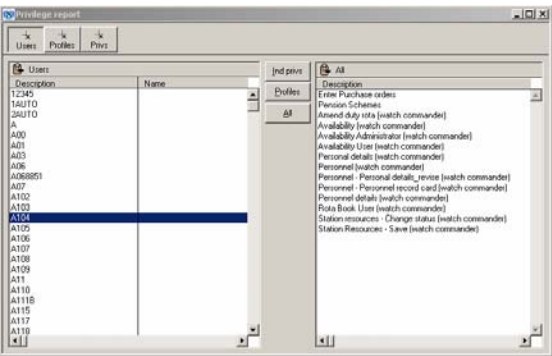 Privilege report
Users
Profiles
Privs
Users
Description Name
12345
1AUTO
2AUTO
A
A00
A01
A03
A06
A068851
A07
A102
A103
A104
A105
A106
A107
A108
A109
A11
A110
A111B
A115
A117
A118
Ind privs
Profiles
All
All
Description
Enter Purchase orders
Pension Schemes
Amend duty rota (watch commander)
Availability (watch commander)
Availability Administrator (watch commander)
Availability User (watch commander)
Personal details (watch commander)
Personnel (watch commander)
Personnel - Personal details_revise (watch commander)
Personnel - Personnel record card (watch commander)
Personnel details (watch commander)
Rota Book User (watch commander)
Station resources - Change status (watch commander)
Station Resources - Save (watch commander)